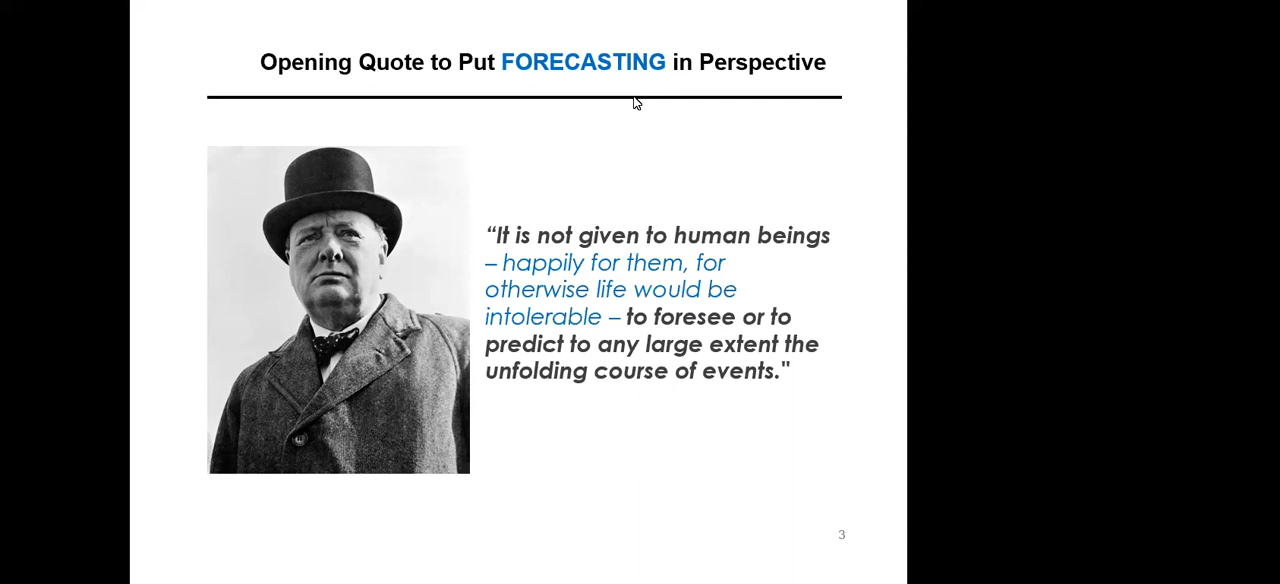 Opening Quote to Put FORECASTING in Perspective
“It is not given to human beings
– happily for them, for
otherwise life would be
intolerable – to foresee or to
predict to any large extent the
unfolding course of events."
3